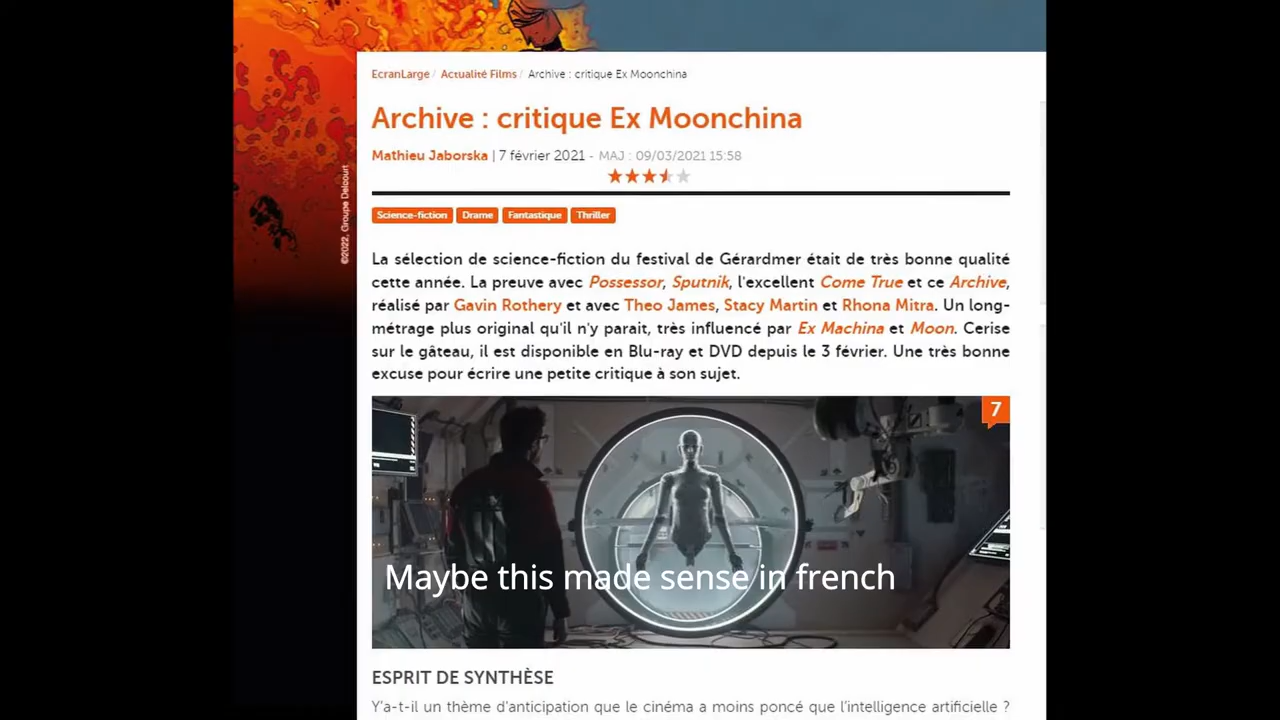 ©2022, Groupe Delcourt
EcranLarge / Actualité Films / Archive : critique Ex Moonchina
Archive : critique Ex Moonchina
Mathieu Jaborska | 7 février 2021 - MAJ : 09/03/2021 15:58
Science-fiction Drame Fantastique Thriller
La sélection de science-fiction du festival de Gérardmer était de très bonne qualité
cette année. La preuve avec Possessor, Sputnik, l'excellent Come True et ce Archive,
réalisé par Gavin Rothery et avec Theo James, Stacy Martin et Rhona Mitra. Un long-
métrage plus original qu'il n'y parait, très influencé par Ex Machina et Moon. Cerise
sur le gâteau, il est disponible en Blu-ray et DVD depuis le 3 février. Une très bonne
excuse pour écrire une petite critique à son sujet.
7
Maybe this made sense in french
ESPRIT DE SYNTHÈSE
Y'a-t-il un thème d'anticipation que le cinéma a moins poncé que l'intelligence artificielle ?